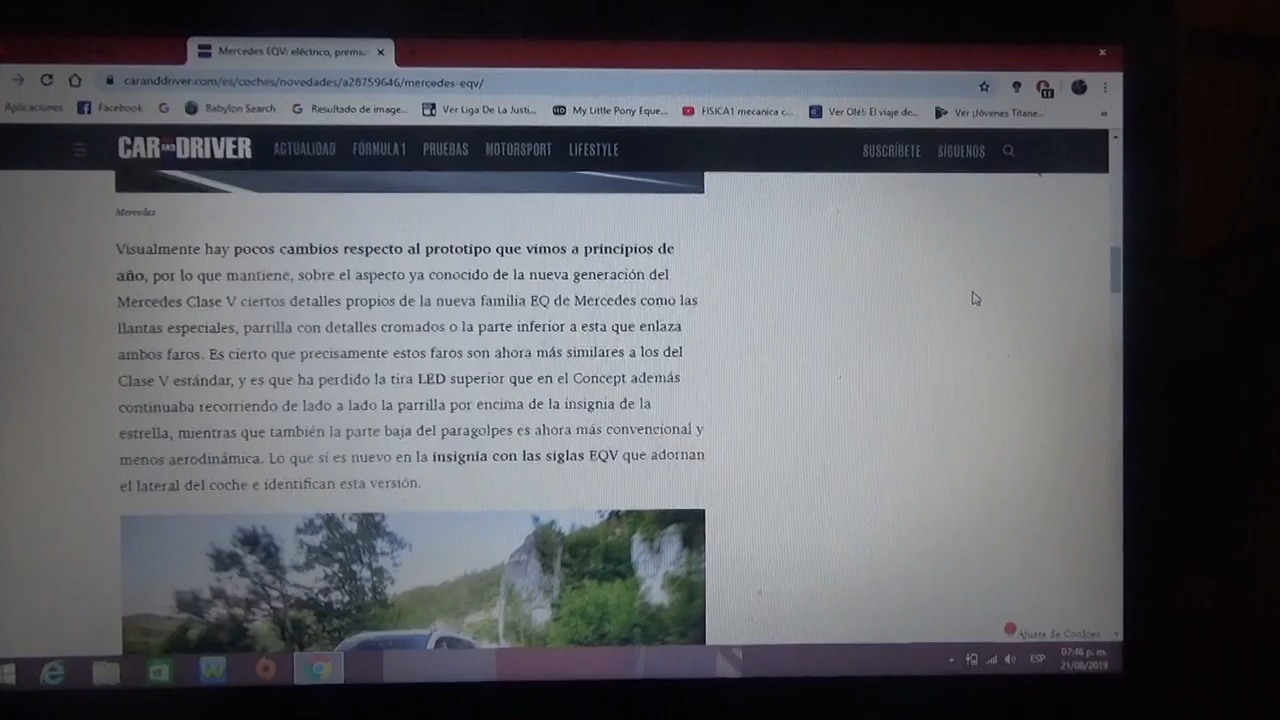 Mercedes EQV: eléctrico, premiu
caranddriver.com/es/coches/novedades/a28759646/mercedes-eqv/
Aplicaciones Facebook Babylon Search Resultado de image... Ver Liga De La Justi... My Little Pony Eque... FISICA1 mecanica c... Ver Olé!: El viaje de... Ver ¡Jóvenes Titane... »
CAR AND DRIVER ACTUALIDAD FÓRMULA 1 PRUEBAS MOTORSPORT LIFESTYLE SUSCRÍBETE SÍGUENOS
Mercedes
Visualmente hay pocos cambios respecto al prototipo que vimos a principios de
año, por lo que mantiene, sobre el aspecto ya conocido de la nueva generación del
Mercedes Clase V ciertos detalles propios de la nueva familia EQ de Mercedes como las
llantas especiales, parrilla con detalles cromados o la parte inferior a esta que enlaza
ambos faros. Es cierto que precisamente estos faros son ahora más similares a los del
Clase V estándar, y es que ha perdido la tira LED superior que en el Concept además
continuaba recorriendo de lado a lado la parrilla por encima de la insignia de la
estrella, mientras que también la parte baja del paragolpes es ahora más convencional y
menos aerodinámica. Lo que sí es nuevo en la insignia con las siglas EQV que adornan
el lateral del coche e identifican esta versión.
Ajuste de Cookies
ESP 07:46 p. m.
21/08/2019